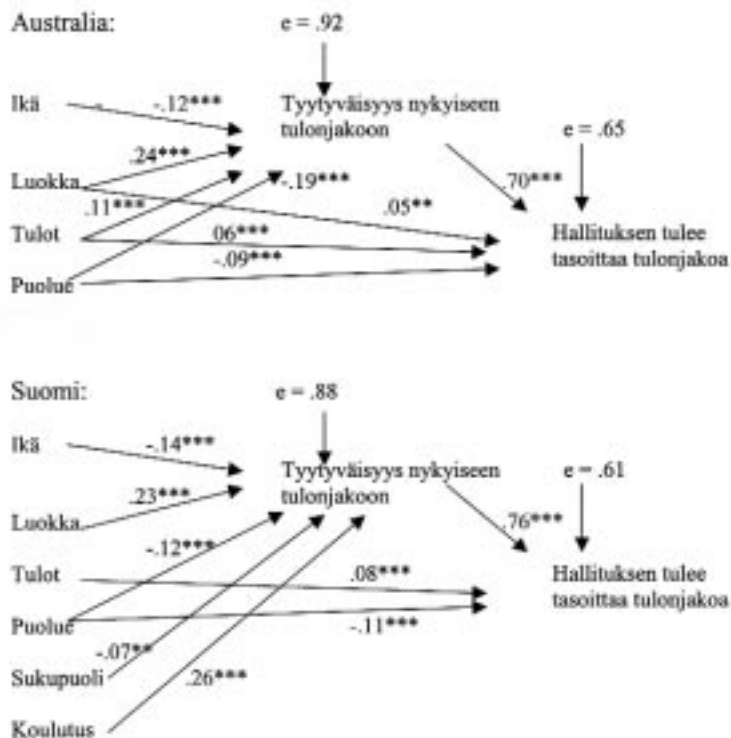 Australia:
e = .92
Ikä
-
-.12***
Tyytyväisyys nykyiseen
tulonjakoon
e = .65
.24***
Luokka
-.19***
.70***
.11***
.05**
Tulot
.06***
Hallituksen tulee
tasoittaa tulonjakoa
-.09***
Puolue
Suomi:
e = .88
Ikä
-.14***
Tyytyväisyys nykyiseen
tulonjakoon
e = .61
.23***
Luokka
.76***
-.12***
Tulot
.08***
Hallituksen tulee
tasoittaa tulonjakoa
Puolue
-.11***
-.07**
Sukupuoli
.26***
Koulutus